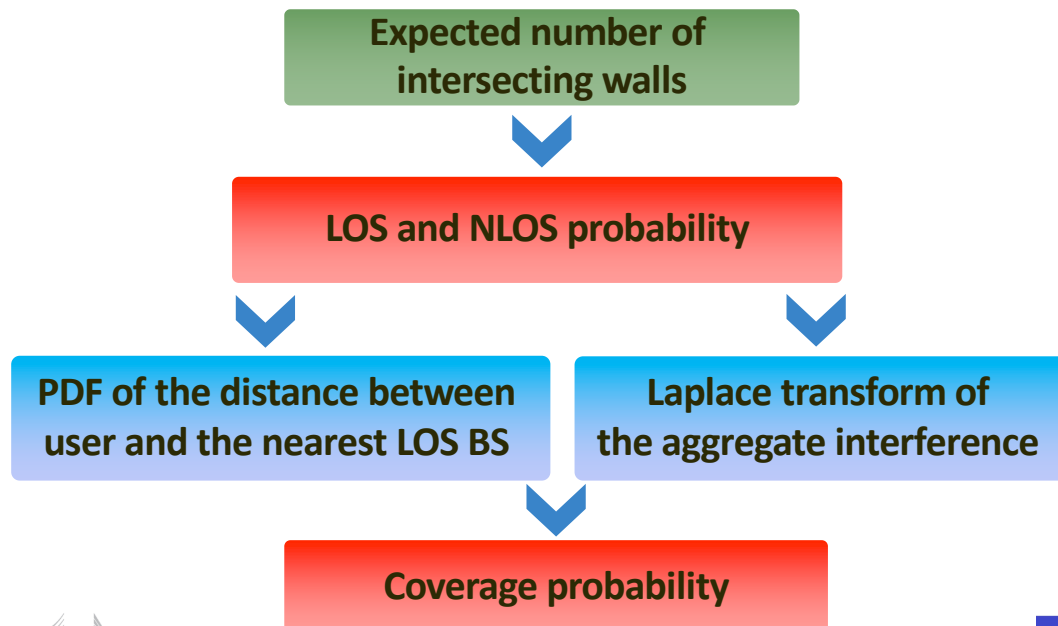 Expected number of
intersecting walls
LOS and NLOS probability
PDF of the distance between
user and the nearest LOS BS
Laplace transform of
the aggregate interference
Coverage probability